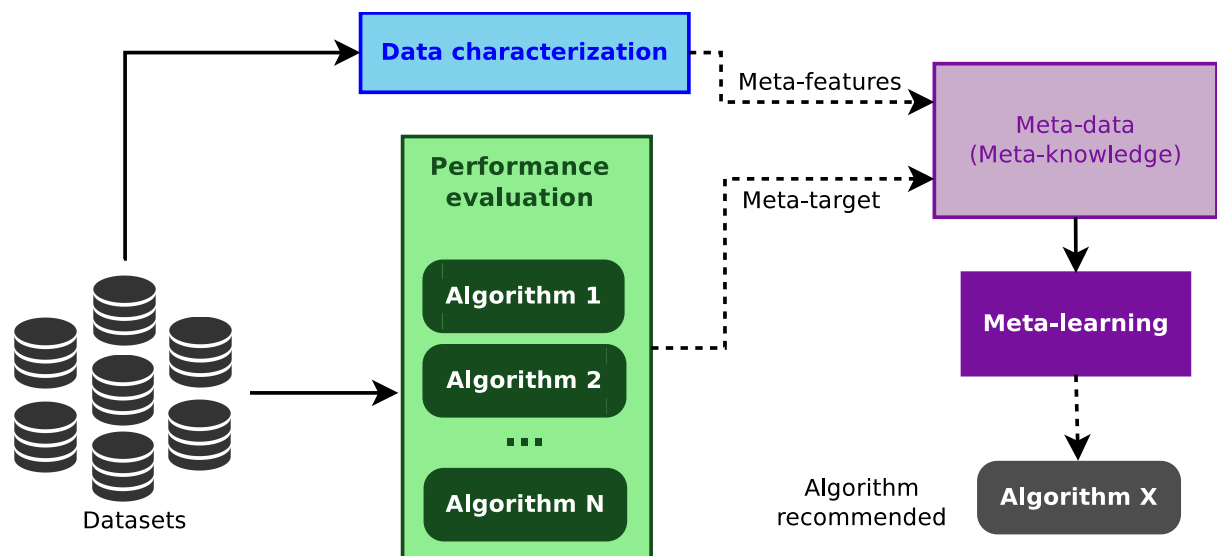 Data characterization
Meta-features
Meta-data
(Meta-knowledge)
Performance
evaluation
Meta-target
Algorithm 1
Algorithm 2
...
Algorithm N
Datasets
Meta-learning
Algorithm
recommended
Algorithm X